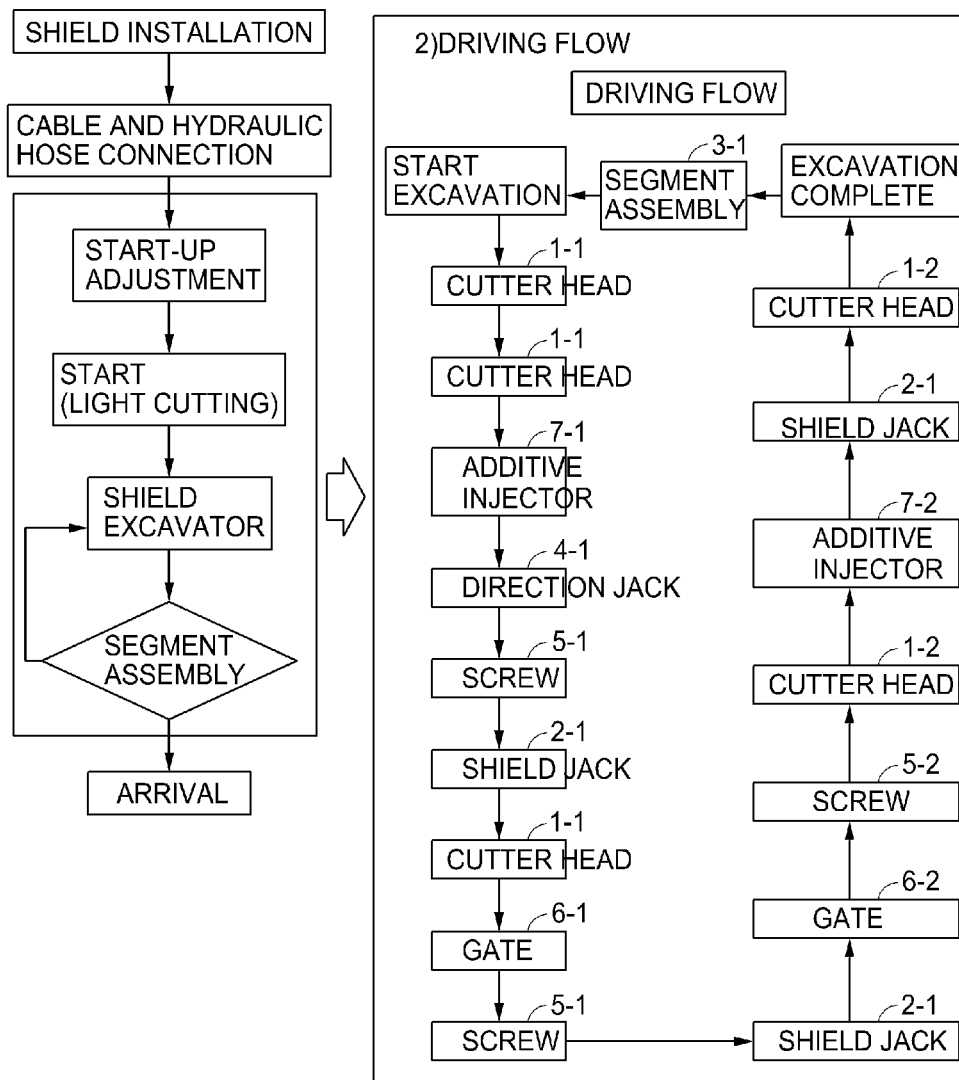 SHIELD INSTALLATION
CABLE AND HYDRAULIC
HOSE CONNECTION
START-UP
ADJUSTMENT
START
(LIGHT CUTTING)
SHIELD
EXCAVATOR
SEGMENT
ASSEMBLY
ARRIVAL
2)DRIVING FLOW
DRIVING FLOW
START
EXCAVATION
1-1
CUTTER HEAD
1-1
CUTTER HEAD
7-1
ADDITIVE
INJECTOR
4-1
DIRECTION JACK
5-1
SCREW
2-1
SHIELD JACK
1-1
CUTTER HEAD
6-1
GATE
5-1
SCREW
2-1
SHIELD JACK
6-2
GATE
5-2
SCREW
1-2
CUTTER HEAD
7-2
ADDITIVE
INJECTOR
2-1
SHIELD JACK
1-2
CUTTER HEAD
EXCAVATION
COMPLETE
3-1
SEGMENT
ASSEMBLY